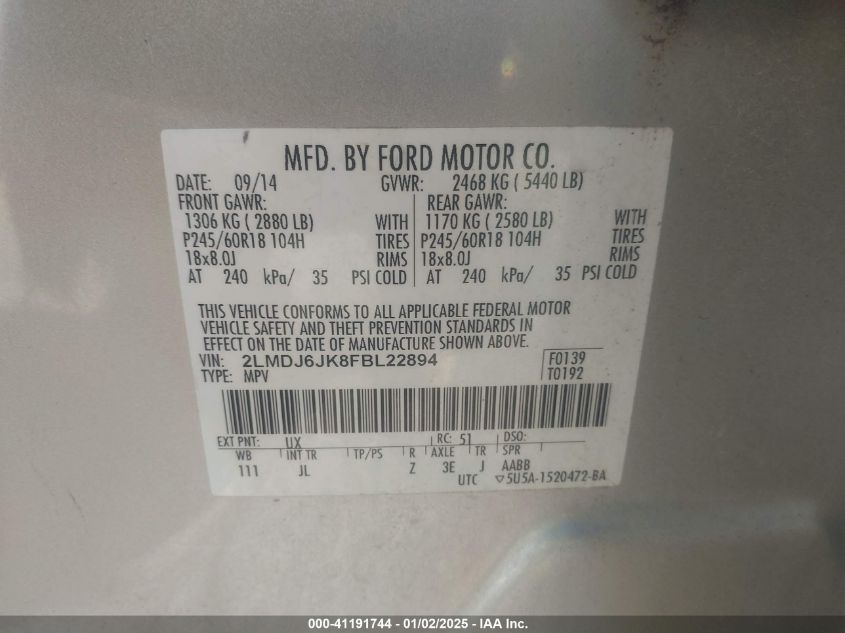 MFD. BY FORD MOTOR CO.
DATE: 09/14 GVWR: 2468 KG ( 5440 LB)
FRONT GAWR: REAR GAWR:
1306 KG ( 2880 LB) WITH 1170 KG ( 2580 LB) WITH
P245/60R18 104H TIRES P245/60R18 104H TIRES
18x8.0J RIMS 18x8.0J RIMS
AT 240 kPa/ 35 PSI COLD AT 240 kPa/ 35 PSI COLD
THIS VEHICLE CONFORMS TO ALL APPLICABLE FEDERAL MOTOR
VEHICLE SAFETY AND THEFT PREVENTION STANDARDS IN
EFFECT ON THE DATE OF MANUFACTURE SHOWN ABOVE.
VIN: 2LMDJ6JK8FBL22894 F0139
TYPE: MPV T0192
EXT PNT: UX RC: 51 DSO:
WB INT TR TP/PS R AXLE TR SPR
111 JL Z 3E J AABB
UTC ▽5U5A-1520472-BA
000-41191744 - 01/02/2025 - IAA Inc.